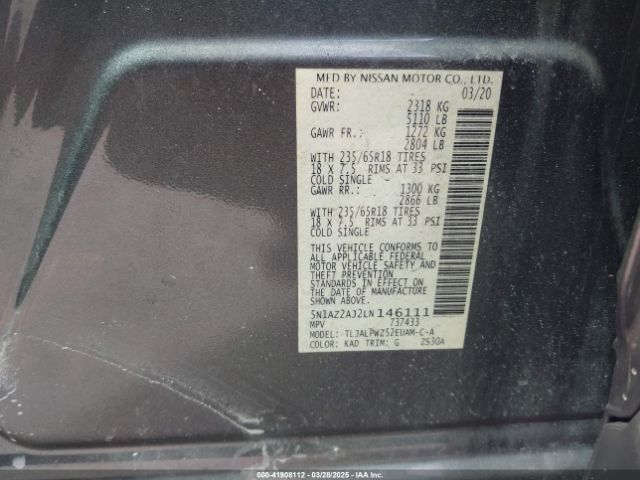 MFD BY NISSAN MOTOR CO., LTD.
DATE: 03/20
GVWR: 2318 KG
5110 LB
GAWR FR.: 1272 KG
2804 LB
WITH 235/65R18 TIRES
18 X 7.5 RIMS AT 33 PSI
COLD SINGLE
GAWR RR.: 1300 KG
2866 LB
WITH 235/65R18 TIRES
18 X 7.5 RIMS AT 33 PSI
COLD SINGLE
THIS VEHICLE CONFORMS TO
ALL APPLICABLE FEDERAL
MOTOR VEHICLE SAFETY AND
THEFT PREVENTION
STANDARDS IN EFFECT ON
THE DATE OF MANUFACTURE
SHOWN ABOVE.
5N1AZ2AJ2LN146111
MPV 737433
MODEL: TLJALPWZ52EUAM-C-A
COLOR: KAD TRIM: G 2S30A
000-41908112 | 03/28/2025 - IAAI.COM